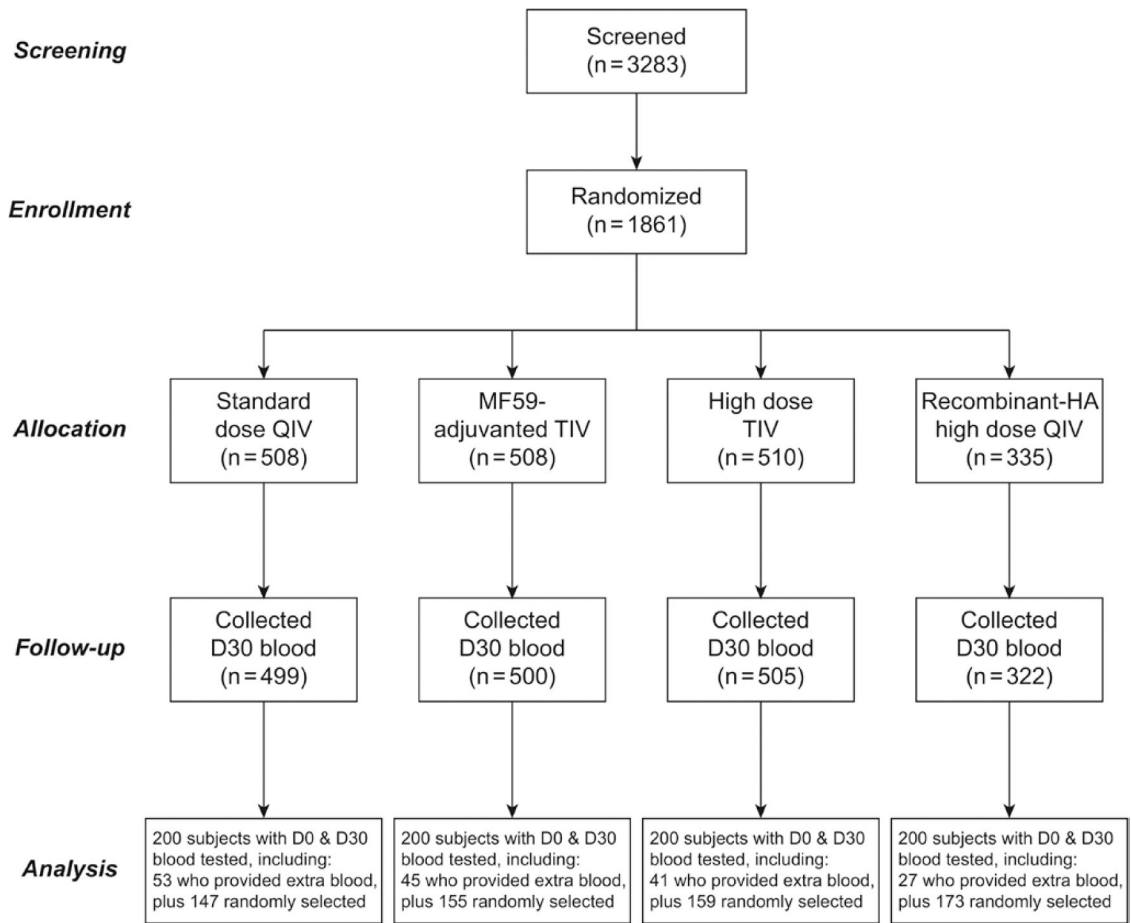 Screening
Screened
(n=3283)
Enrollment
Randomized
(n=1861)
Allocation
Standard
dose QIV
(n=508)
MF59-
adjuvanted TIV
(n=508)
High dose
TIV
(n=510)
Recombinant-HA
high dose QIV
(n=335)
Follow-up
Collected
D30 blood
(n=499)
Collected
D30 blood
(n=500)
Collected
D30 blood
(n=505)
Collected
D30 blood
(n=322)
Analysis
200 subjects with D0 & D30
blood tested, including:
53 who provided extra blood,
plus 147 randomly selected
200 subjects with D0 & D30
blood tested, including:
45 who provided extra blood,
plus 155 randomly selected
200 subjects with D0 & D30
blood tested, including:
41 who provided extra blood,
plus 159 randomly selected
200 subjects with D0 & D30
blood tested, including:
27 who provided extra blood,
plus 173 randomly selected